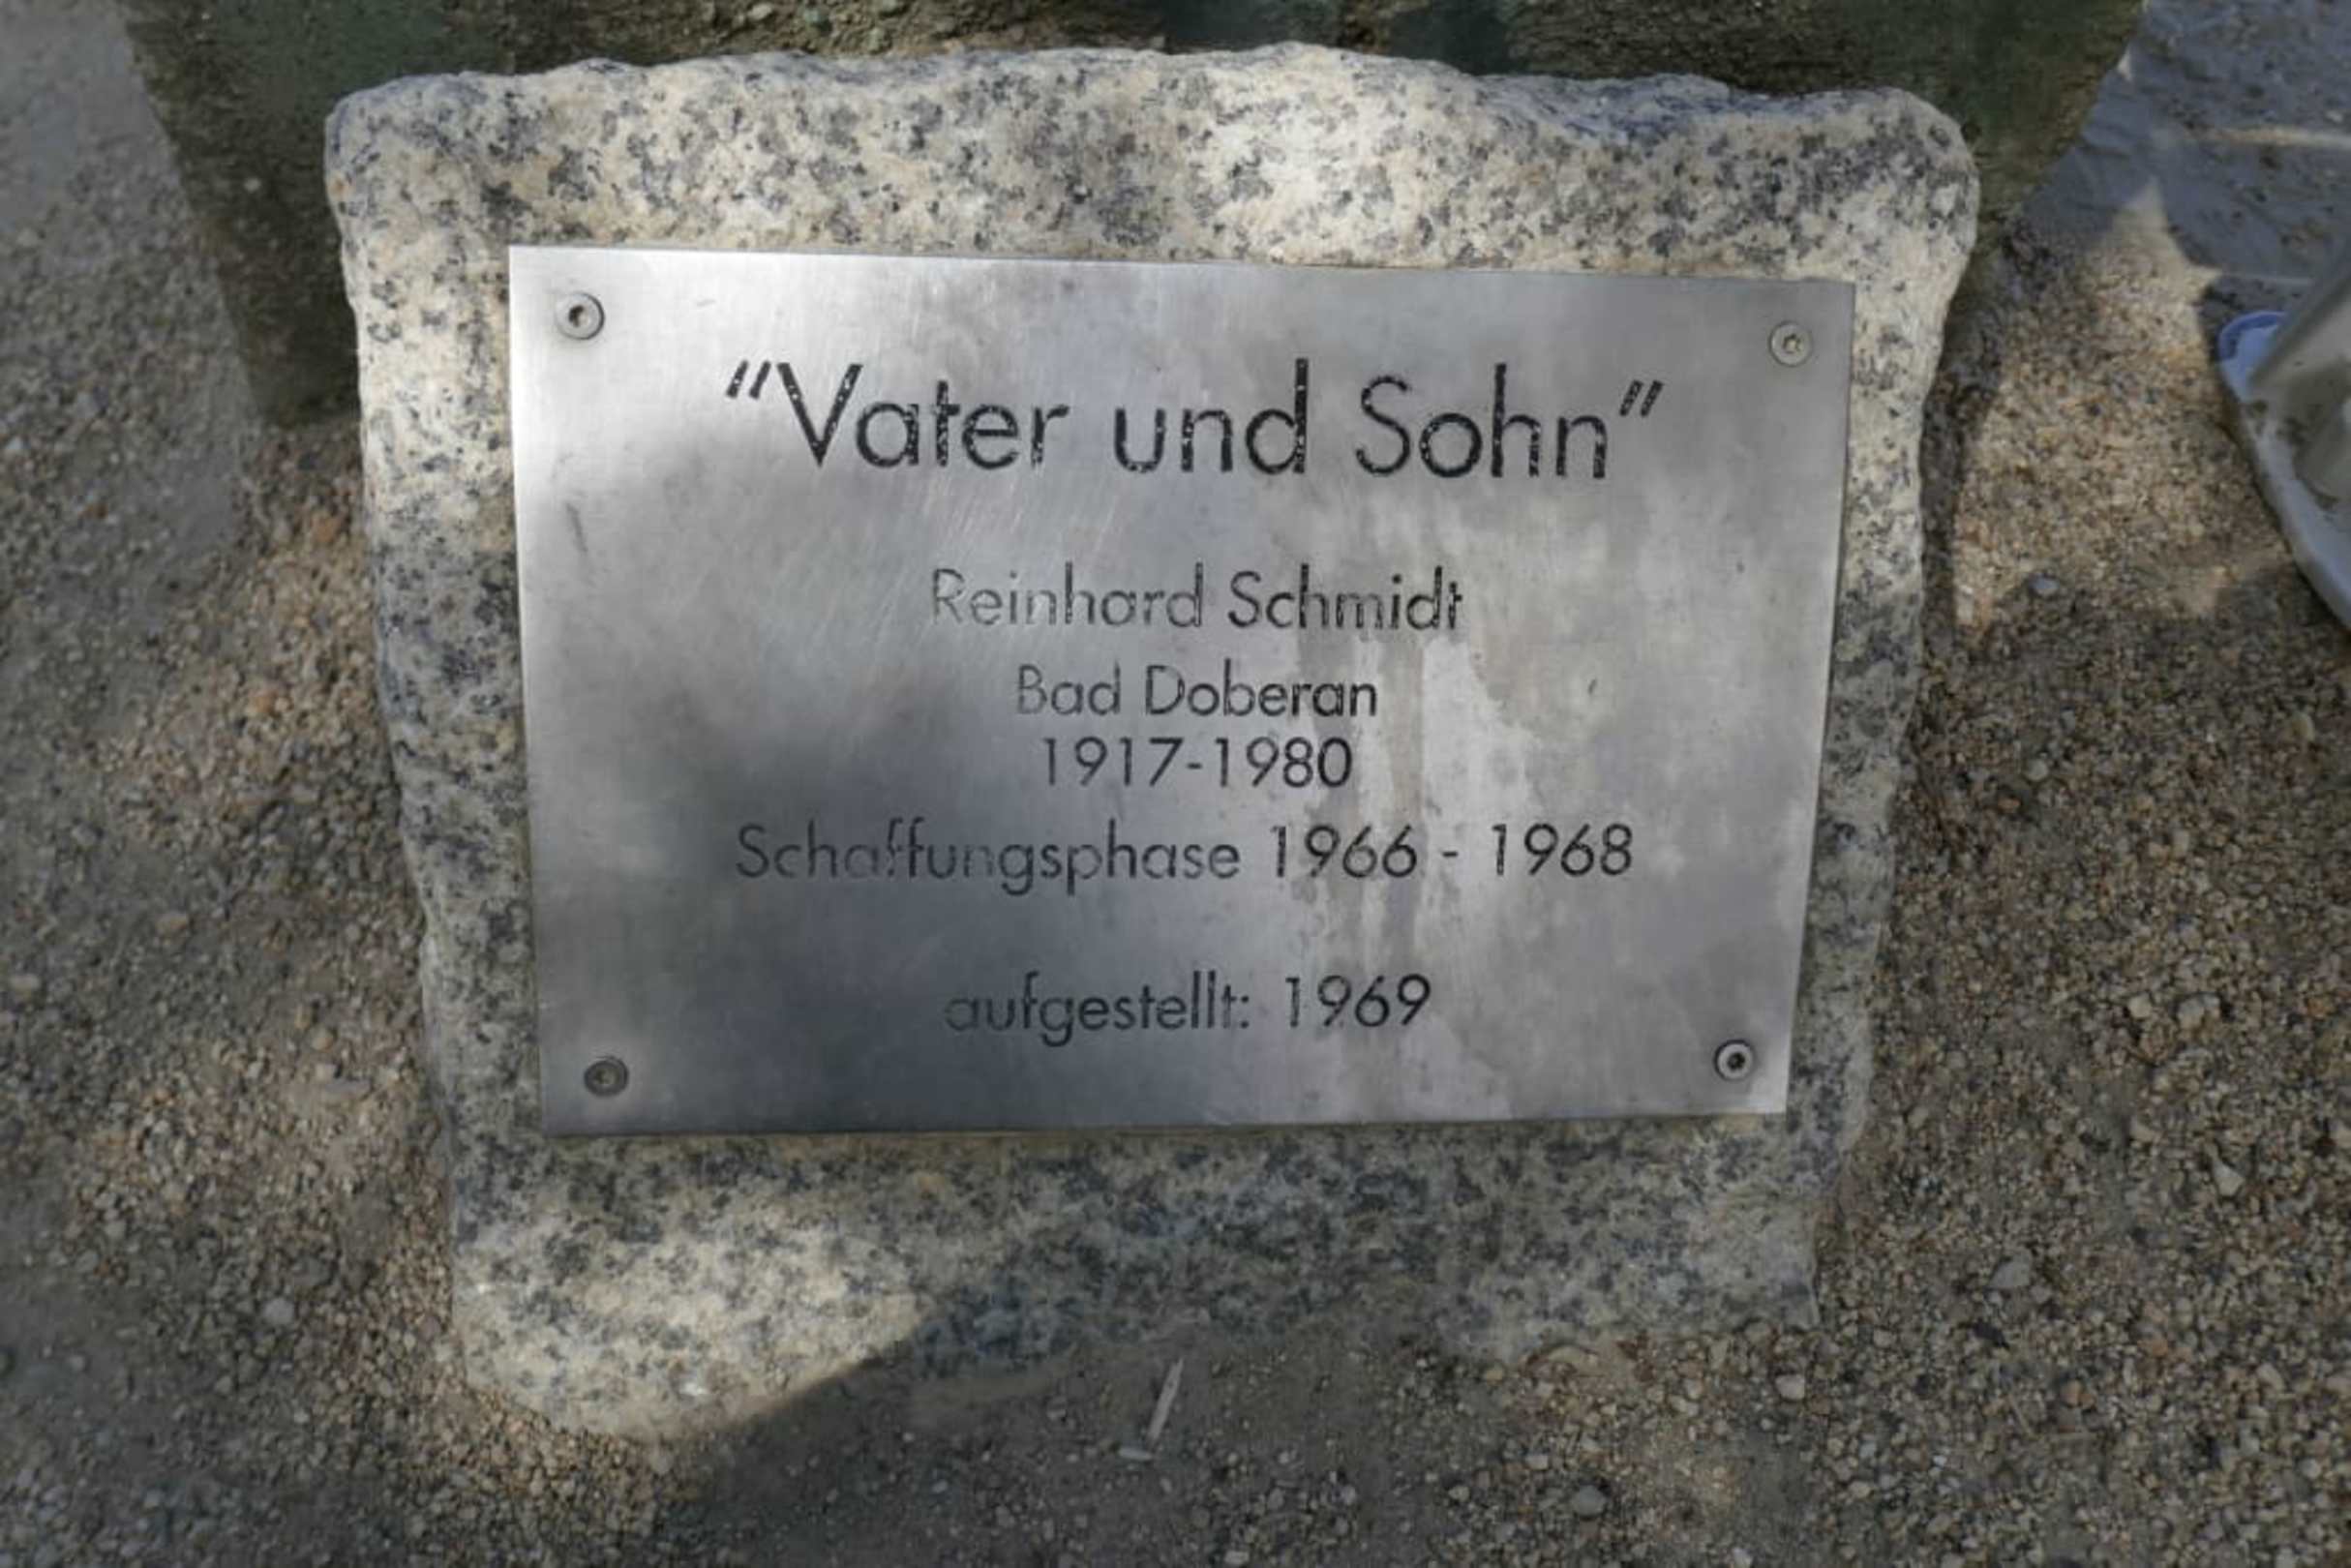 “Vater und Sohn”
Reinhard Schmidt
Bad Doberan
1917-1980
Schaffungsphase 1966 - 1968
aufgestellt: 1969